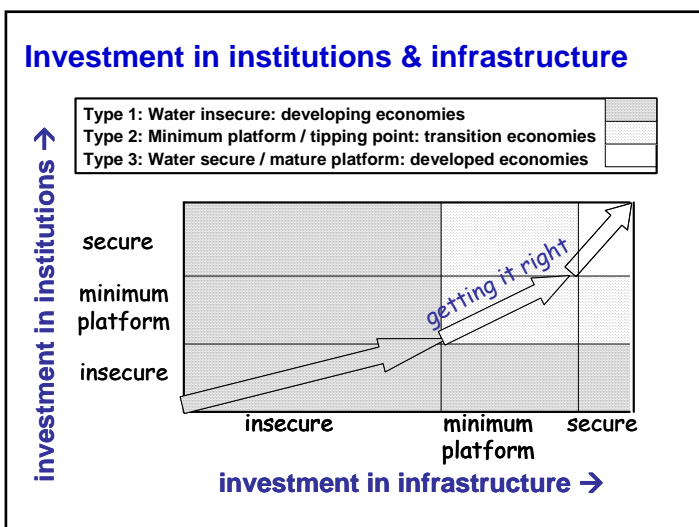 Investment in institutions & infrastructure
Type 1: Water insecure: developing economies
Type 2: Minimum platform / tipping point: transition economies
Type 3: Water secure / mature platform: developed economies
investment in institutions →
secure
minimum
platform
insecure
getting it right
insecure
minimum
platform
secure
investment in infrastructure →